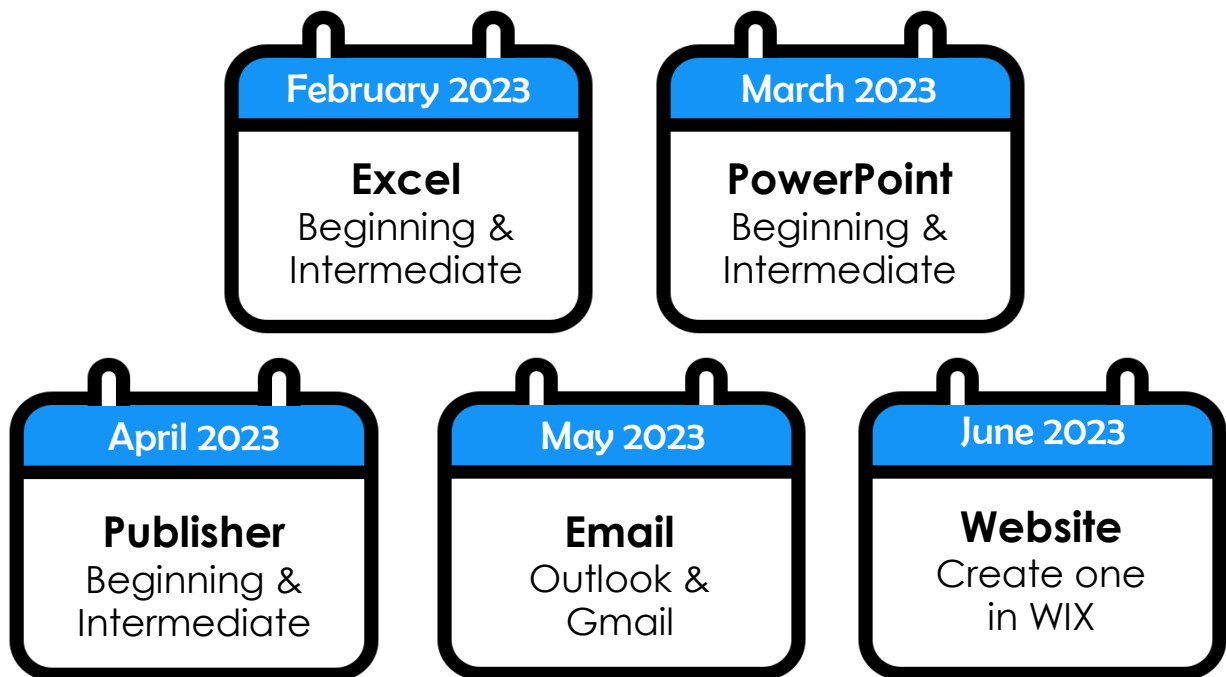 February 2023
Excel
Beginning &
Intermediate
March 2023
PowerPoint
Beginning &
Intermediate
April 2023
Publisher
Beginning &
Intermediate
May 2023
Email
Outlook &
Gmail
June 2023
Website
Create one
in WIX